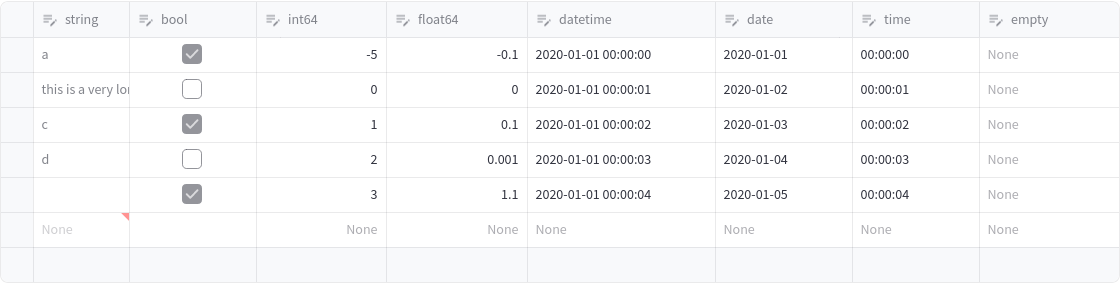 string bool int64 float64 datetime date time empty
a -5 -0.1 2020-01-01 00:00:00 2020-01-01 00:00:00 None
this is a very lo 0 0 2020-01-01 00:00:01 2020-01-02 00:00:01 None
c 1 0.1 2020-01-01 00:00:02 2020-01-03 00:00:02 None
d 2 0.001 2020-01-01 00:00:03 2020-01-04 00:00:03 None
3 1.1 2020-01-01 00:00:04 2020-01-05 00:00:04 None
None None None None None None None